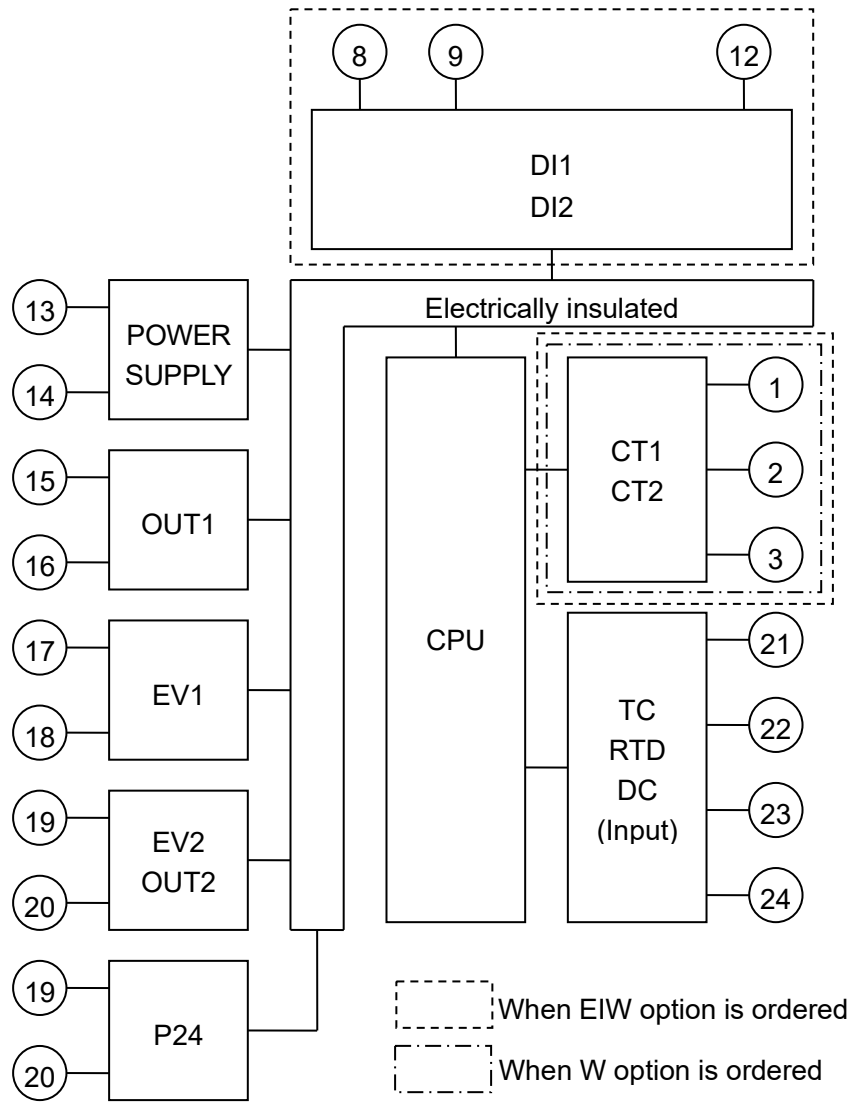 8
9
12
DI1
DI2
Electrically insulated
13
14
POWER
SUPPLY
15
16
OUT1
17
18
EV1
19
20
EV2
OUT2
19
20
P24
CPU
CT1
CT2
1
2
3
TC
RTD
DC
(Input)
21
22
23
24
When EIW option is ordered
When W option is ordered